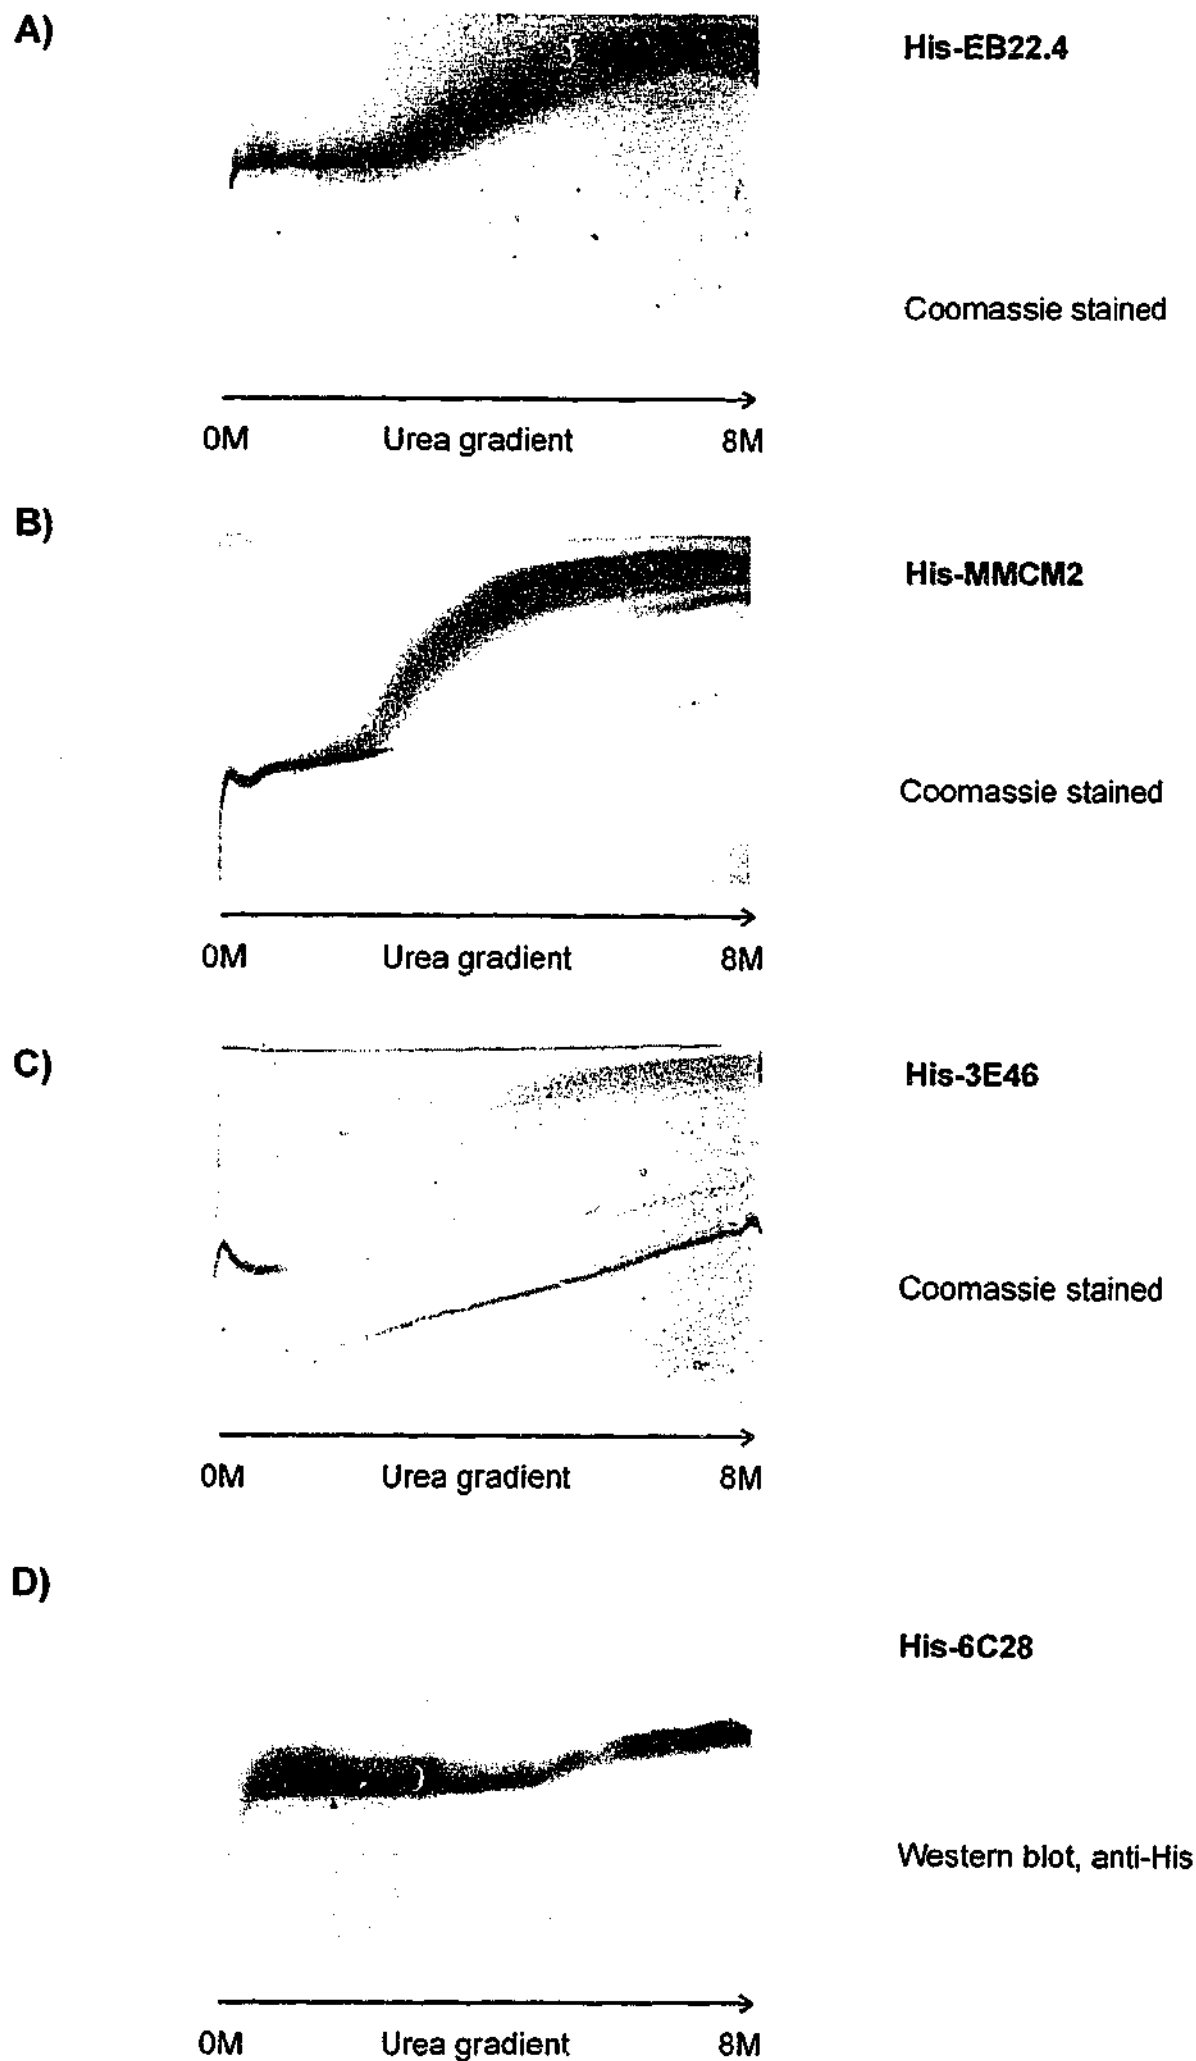 A)
His-EB22.4
Coomassie stained
0M Urea gradient 8M
B)
His-MMCM2
Coomassie stained
0M Urea gradient 8M
C)
His-3E46
Coomassie stained
0M Urea gradient 8M
D)
His-6C28
Western blot, anti-His
0M Urea gradient 8M